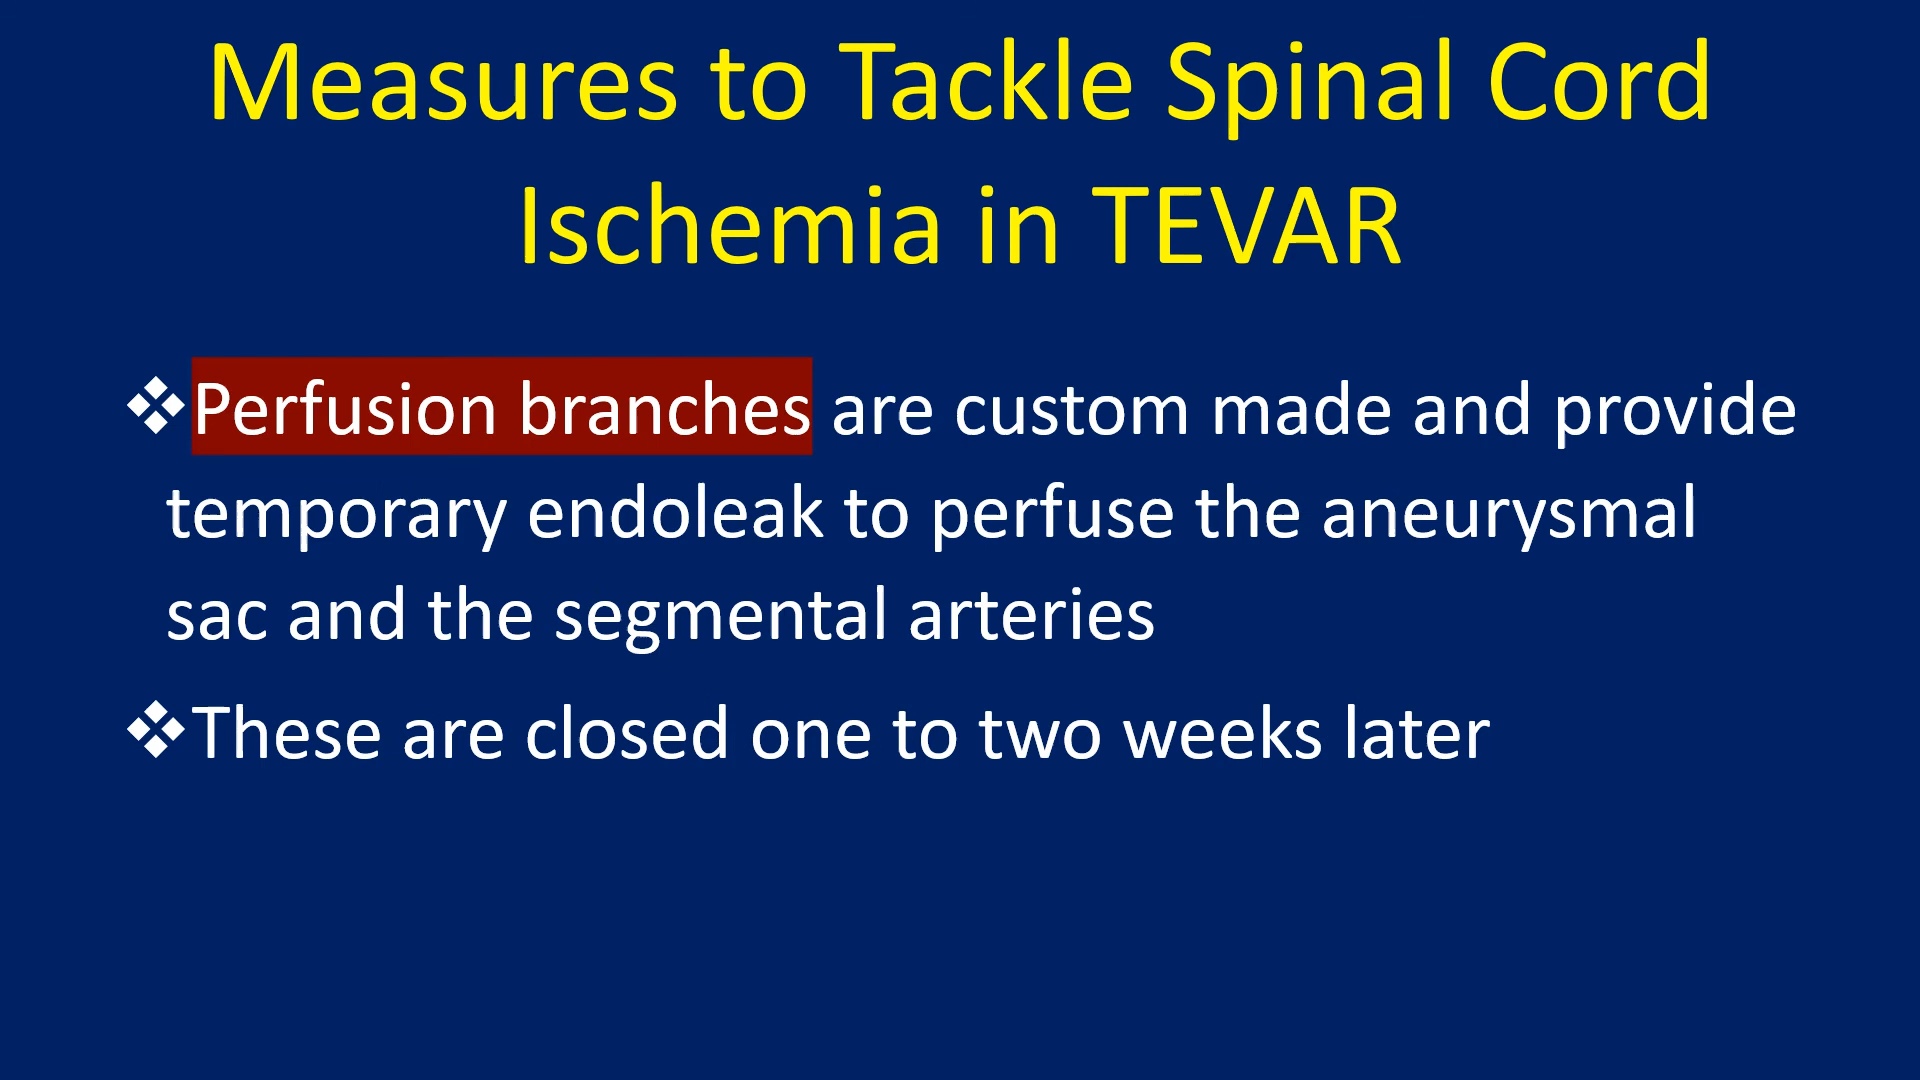 Measures to Tackle Spinal Cord
Ischemia in TEVAR
❖Perfusion branches are custom made and provide
temporary endoleak to perfuse the aneurysmal
sac and the segmental arteries
❖These are closed one to two weeks later